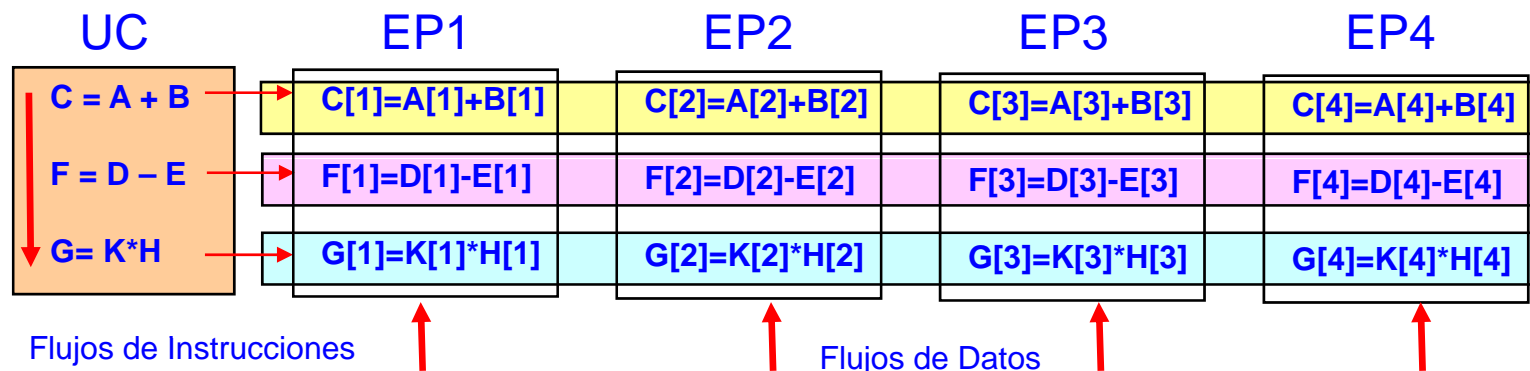 UC EP1 EP2 EP3 EP4
C = A + B C[1]=A[1]+B[1] C[2]=A[2]+B[2] C[3]=A[3]+B[3] C[4]=A[4]+B[4]
F = D – E F[1]=D[1]-E[1] F[2]=D[2]-E[2] F[3]=D[3]-E[3] F[4]=D[4]-E[4]
G= K*H G[1]=K[1]*H[1] G[2]=K[2]*H[2] G[3]=K[3]*H[3] G[4]=K[4]*H[4]
Flujos de Instrucciones Flujos de Datos